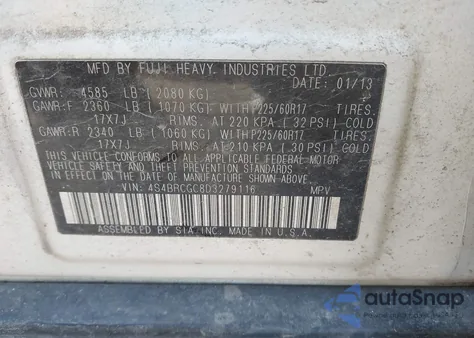 MFD BY FUJI HEAVY INDUSTRIES LTD.
DATE: 01/13
GVWR: 4585 LB ( 2080 KG)
GAWR:F 2360 LB ( 1070 KG) WITH P225/60R17 TIRES,
17X7J RIMS, AT 220 KPA ( 32 PSI) COLD
GAWR:R 2340 LB ( 1060 KG) WITH P225/60R17 TIRES,
17X7J RIMS, AT 210 KPA ( 30 PSI) COLD
THIS VEHICLE CONFORMS TO ALL APPLICABLE FEDERAL MOTOR
VEHICLE SAFETY AND THEFT PREVENTION STANDARDS
IN EFFECT ON THE DATE OF MANUFACTURE SHOWN ABOVE.
VIN: 4S4BRCGC8D3279116 MPV
ASSEMBLED BY SIA, INC. MADE IN U.S.A.
autoSnap